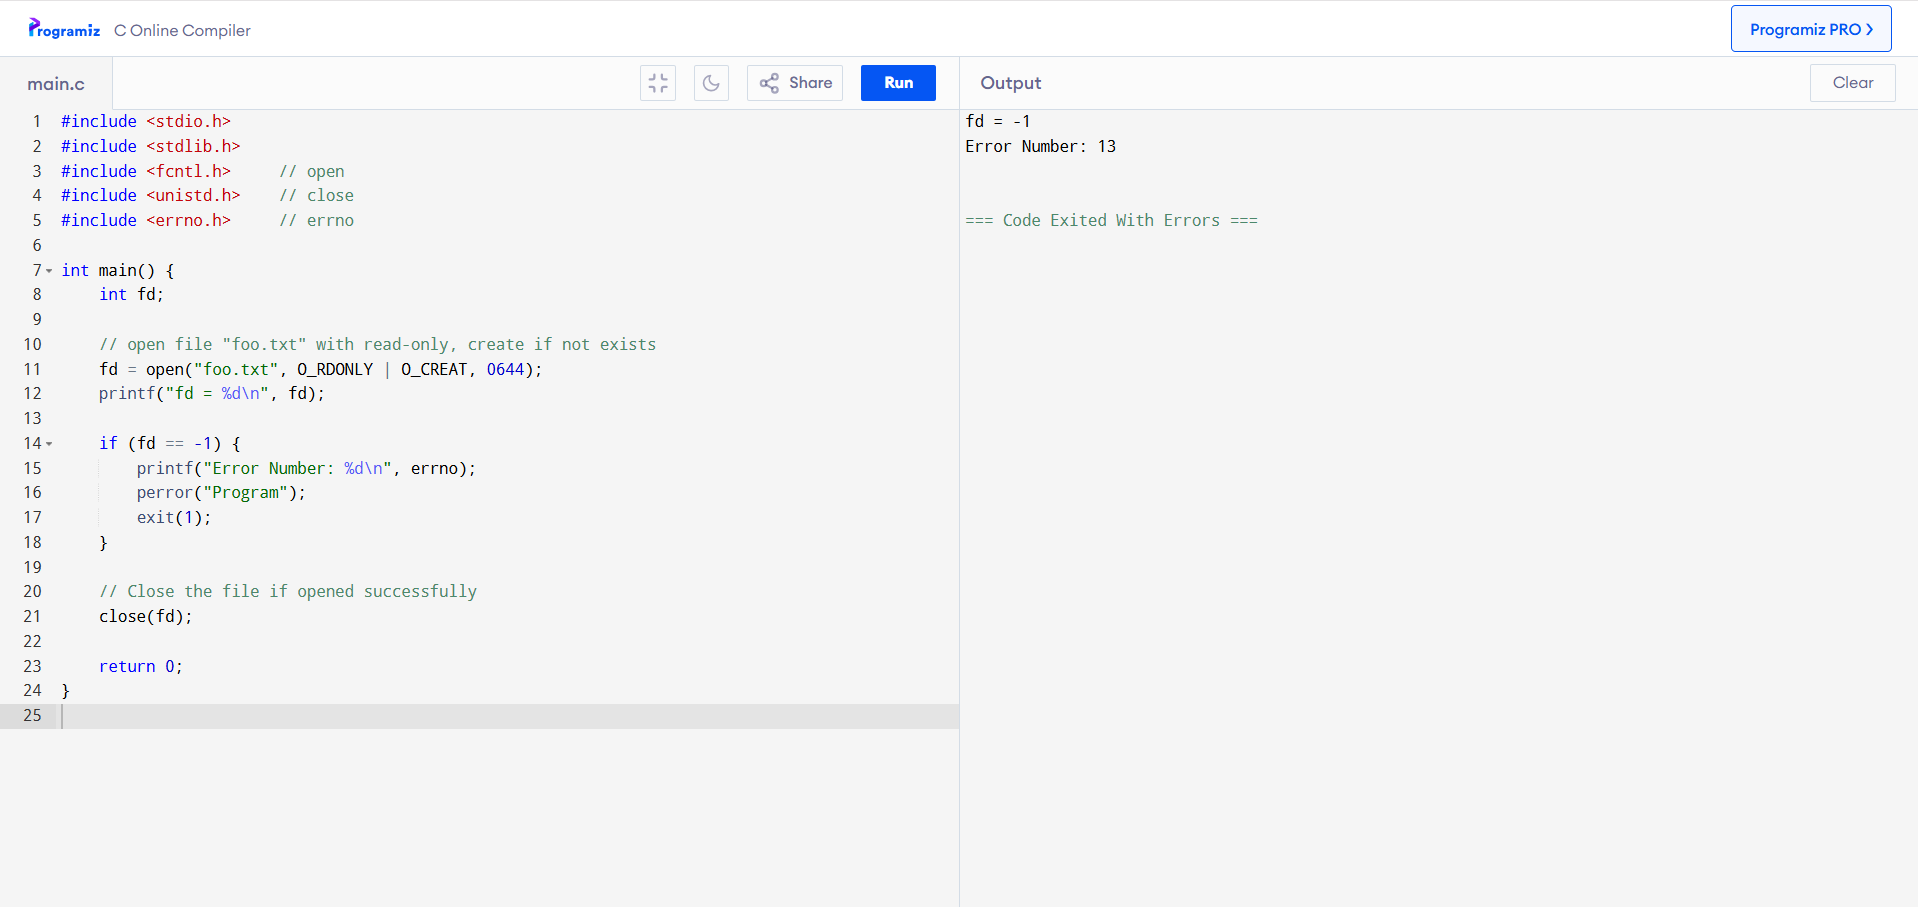 Programiz C Online Compiler Programiz PRO
main.c Share Run Output Clear
1 #include <stdio.h>
2 #include <stdlib.h>
3 #include <fcntl.h>     // open
4 #include <unistd.h>    // close
5 #include <errno.h>     // errno
6
7 int main() {
8     int fd;
9
10     // open file "foo.txt" with read-only, create if not exists
11     fd = open("foo.txt", O_RDONLY | O_CREAT, 0644);
12     printf("fd = %d\n", fd);
13
14     if (fd == -1) {
15         printf("Error Number: %d\n", errno);
16         perror("Program");
17         exit(1);
18     }
19
20     // Close the file if opened successfully
21     close(fd);
22
23     return 0;
24 }
25
fd = -1
Error Number: 13
=== Code Exited With Errors ===